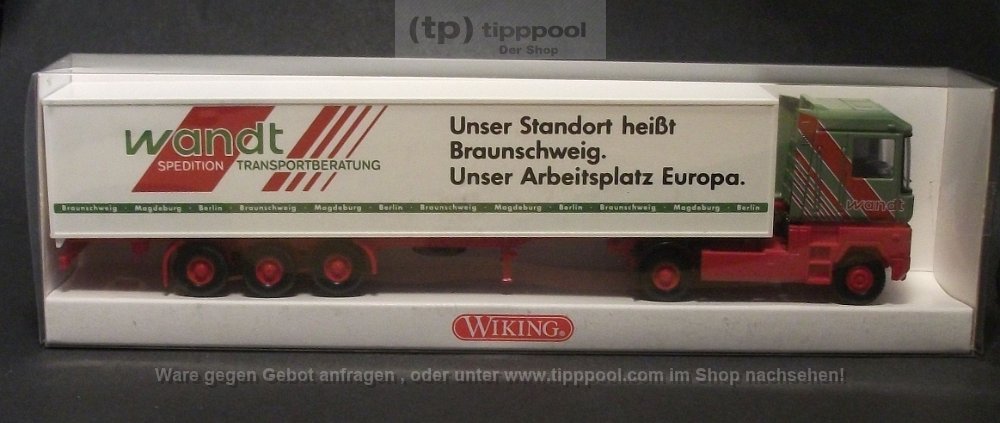 (tp) tipppool
Der Shop
wandt
SPEDITION TRANSPORTBERATUNG
Unser Standort heißt
Braunschweig.
Unser Arbeitsplatz Europa.
Braunschweig · Magdeburg · Berlin · Braunschweig · Magdeburg · Berlin · Braunschweig · Magdeburg · Berlin · Braunschweig · Magdeburg · Berlin
wandt
WIKING®
Ware gegen Gebot anfragen , oder unter www.tipppool.com im Shop nachsehen!